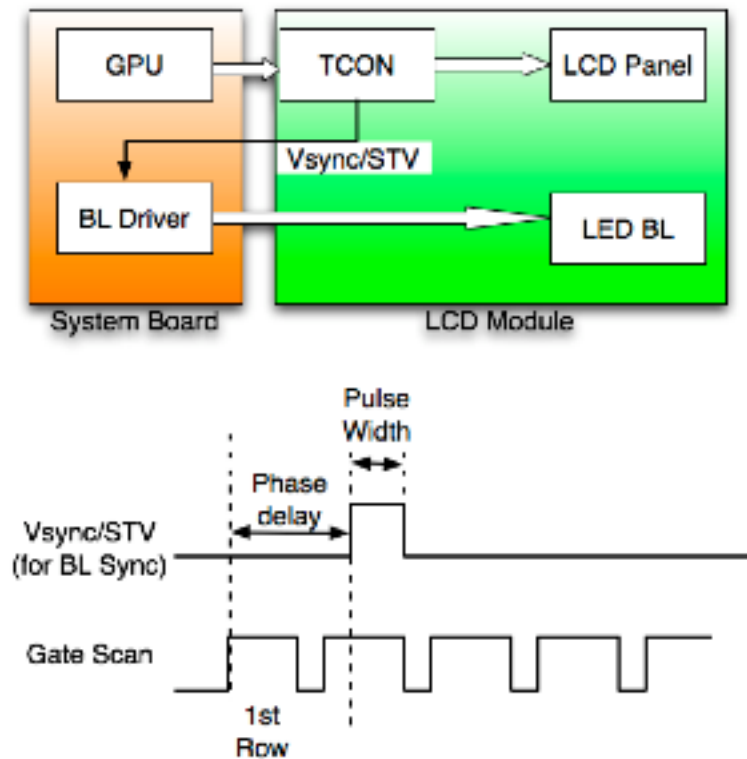 GPU
TCON
LCD Panel
Vsync/STV
BL Driver
LED BL
System Board
LCD Module
Pulse
Width
Phase
delay
Vsync/STV
(for BL Sync)
Gate Scan
1st
Row